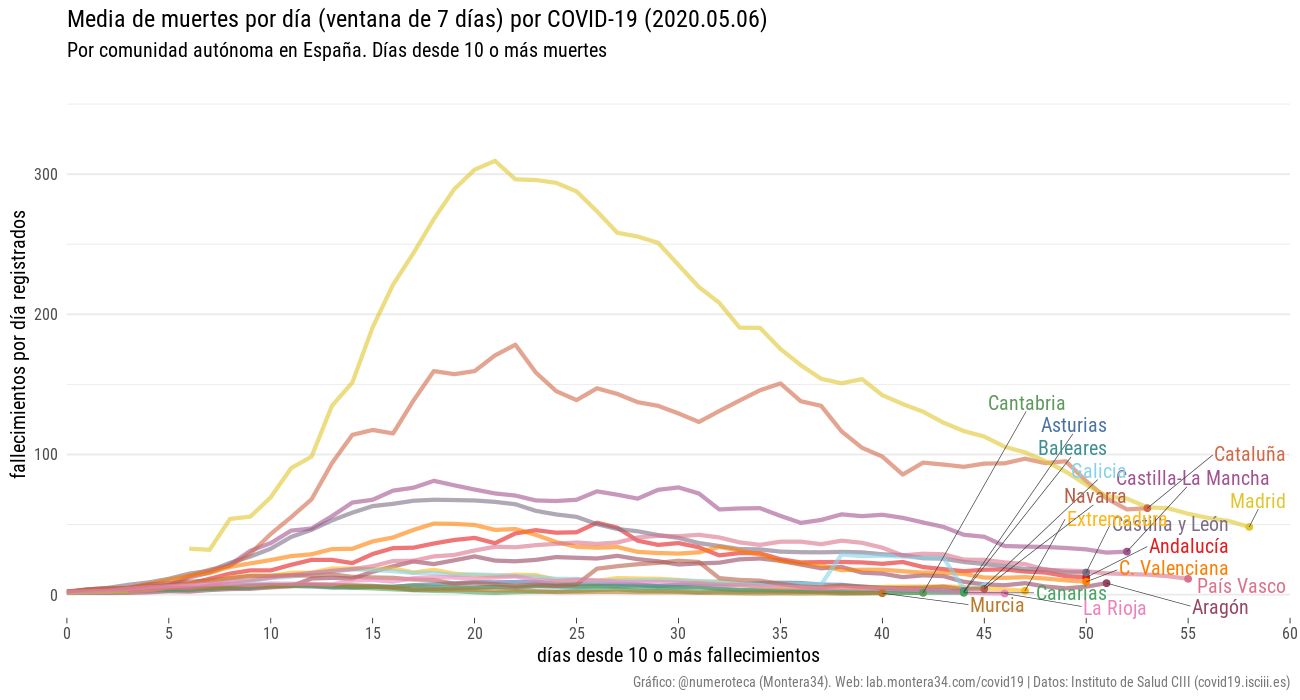 Media de muertes por día (ventana de 7 días) por COVID-19 (2020.05.06)
Por comunidad autónoma en España. Días desde 10 o más muertes
fallecimientos por día registrados
300
200
100
0
Cantabria
Asturias
Baleares
Galicia
Cataluña
Castilla-La Mancha
Navarra
Madrid
Extremadura
Castilla y León
Andalucía
C. Valenciana
País Vasco
Canarias
Murcia
La Rioja
Aragón
0 5 10 15 20 25 30 35 40 45 50 55 60
días desde 10 o más fallecimientos
Gráfico: @numeroteca (Montera34). Web: lab.montera34.com/covid19 | Datos: Instituto de Salud CIII (covid19.isciii.es)